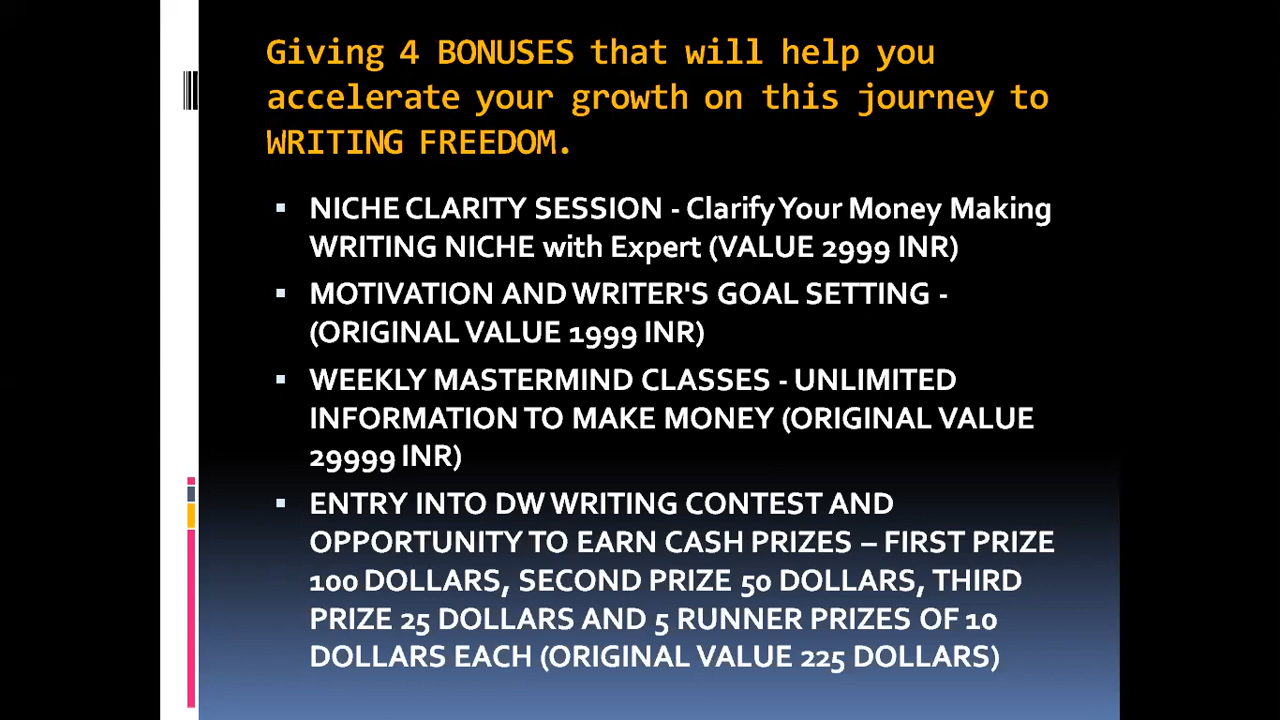 Giving 4 BONUSES that will help you
accelerate your growth on this journey to
WRITING FREEDOM.
NICHE CLARITY SESSION - Clarify Your Money Making
WRITING NICHE with Expert (VALUE 2999 INR)
MOTIVATION AND WRITER'S GOAL SETTING -
(ORIGINAL VALUE 1999 INR)
WEEKLY MASTERMIND CLASSES - UNLIMITED
INFORMATION TO MAKE MONEY (ORIGINAL VALUE
29999 INR)
ENTRY INTO DW WRITING CONTEST AND
OPPORTUNITY TO EARN CASH PRIZES – FIRST PRIZE
100 DOLLARS, SECOND PRIZE 50 DOLLARS, THIRD
PRIZE 25 DOLLARS AND 5 RUNNER PRIZES OF 10
DOLLARS EACH (ORIGINAL VALUE 225 DOLLARS)